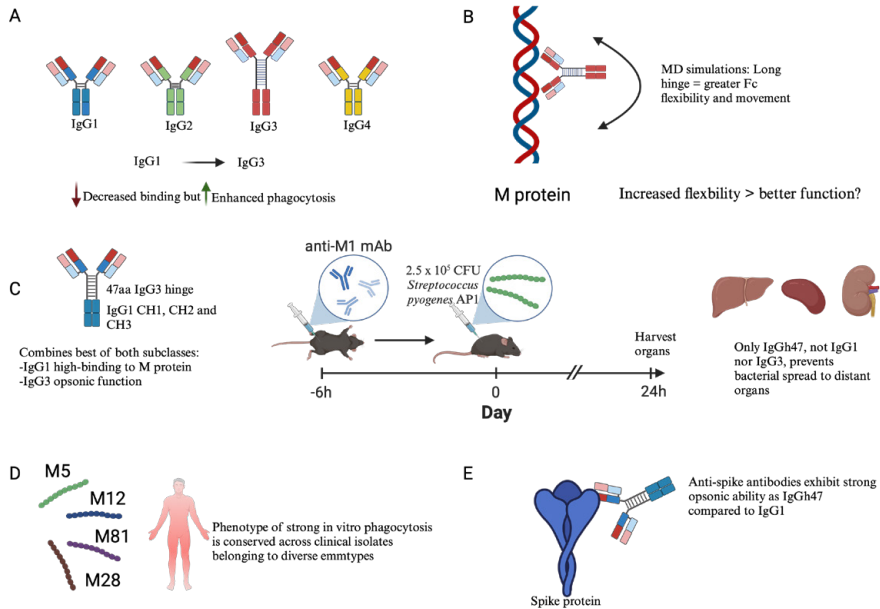 A
IgG1
IgG2
IgG3
IgG4
IgG1
IgG3
Decreased binding but
Enhanced phagocytosis
B
MD simulations: Long
hinge = greater Fc
flexibility and movement
M protein
Increased flexbility > better function?
C
47aa IgG3 hinge
IgG1 CH1, CH2 and
CH3
Combines best of both subclasses:
-IgG1 high-binding to M protein
-IgG3 opsonic function
anti-M1 mAb
2.5 x 10⁵ CFU
Streptococcus
pyogenes AP1
Harvest
organs
-6h
0
24h
Day
Only IgGh47, not IgG1
nor IgG3, prevents
bacterial spread to distant
organs
D
M5
M12
M81
M28
Phenotype of strong in vitro phagocytosis
is conserved across clinical isolates
belonging to diverse emmtypes
E
Anti-spike antibodies exhibit strong
opsonic ability as IgGh47
compared to IgG1
Spike protein